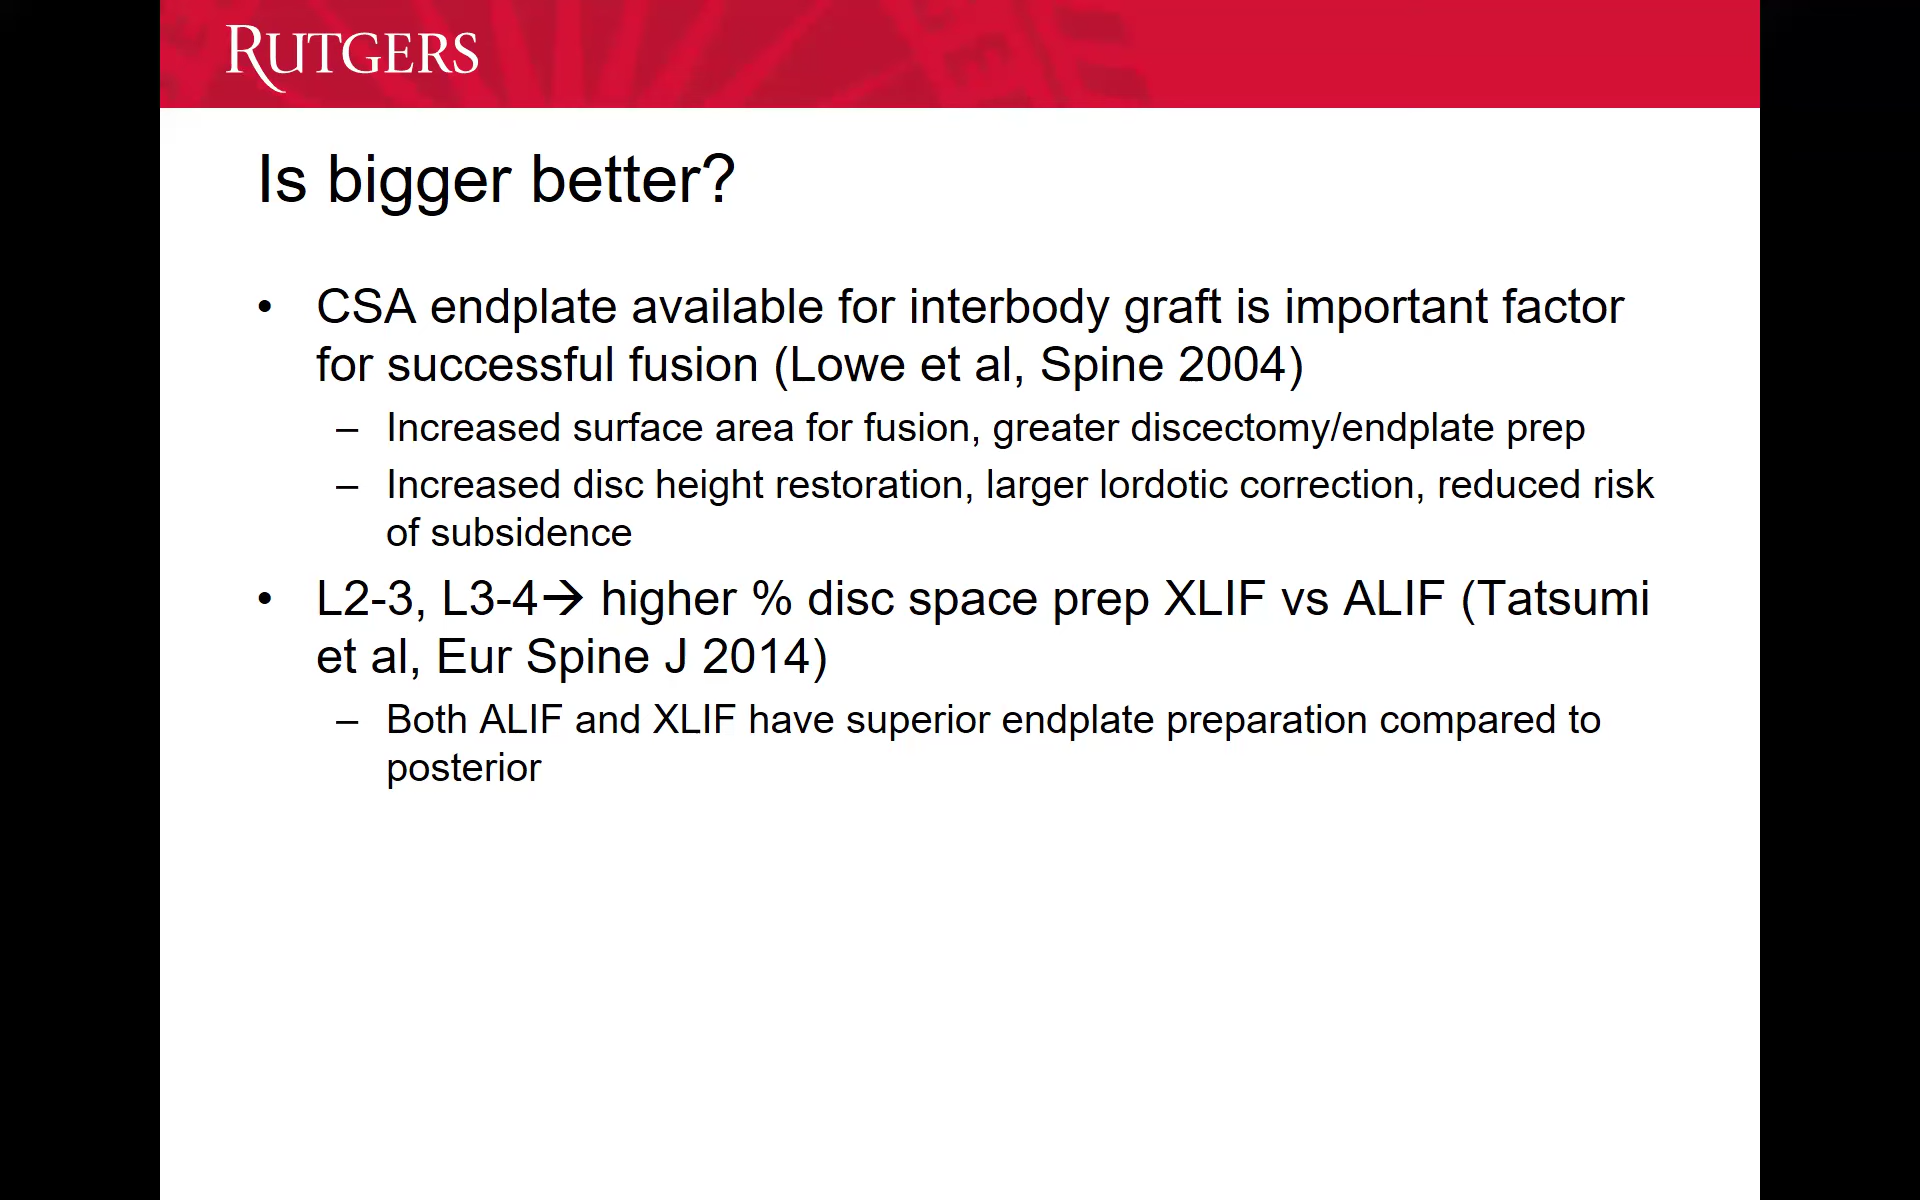 RUTGERS
Is bigger better?
• CSA endplate available for interbody graft is important factor
for successful fusion (Lowe et al, Spine 2004)
– Increased surface area for fusion, greater discectomy/endplate prep
– Increased disc height restoration, larger lordotic correction, reduced risk
of subsidence
• L2-3, L3-4→ higher % disc space prep XLIF vs ALIF (Tatsumi
et al, Eur Spine J 2014)
– Both ALIF and XLIF have superior endplate preparation compared to
posterior